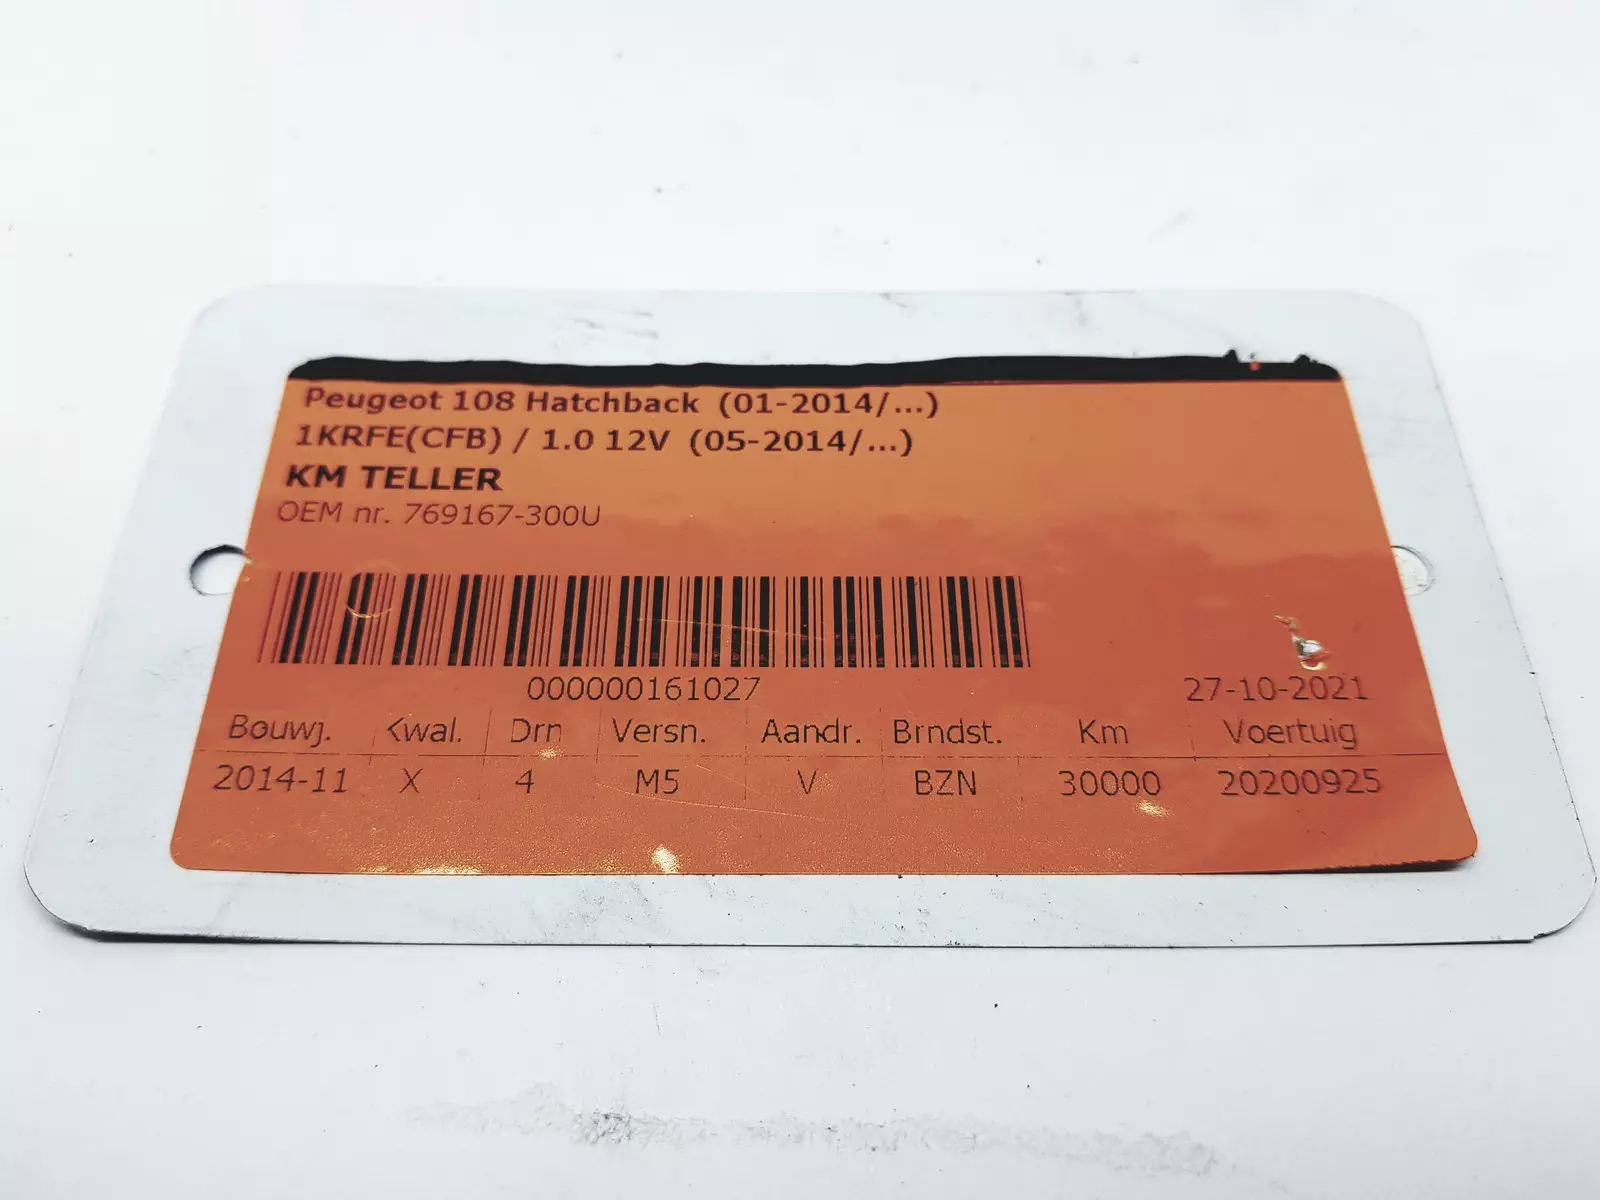 Peugeot 108 Hatchback (01-2014/...)
1KRFE(CFB) / 1.0 12V (05-2014/...)
KM TELLER
OEM nr. 769167-300U
000000161027 27-10-2021
Bouwj. Kwal. Drn Versn. Aandr. Brndst. Km Voertuig
2014-11 X 4 M5 V BZN 30000 20200925